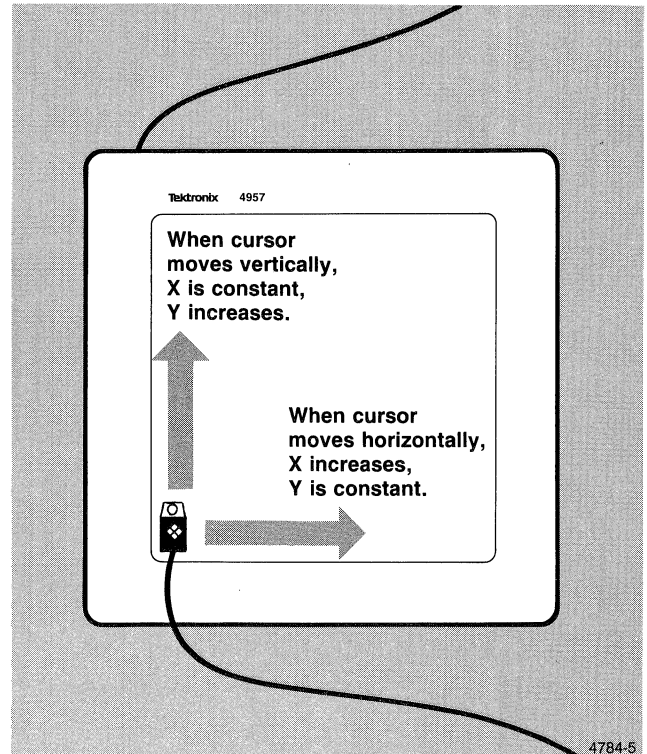 Tektronix 4957
When cursor
moves vertically,
X is constant,
Y increases.
When cursor
moves horizontally,
X increases,
Y is constant.
4784-5